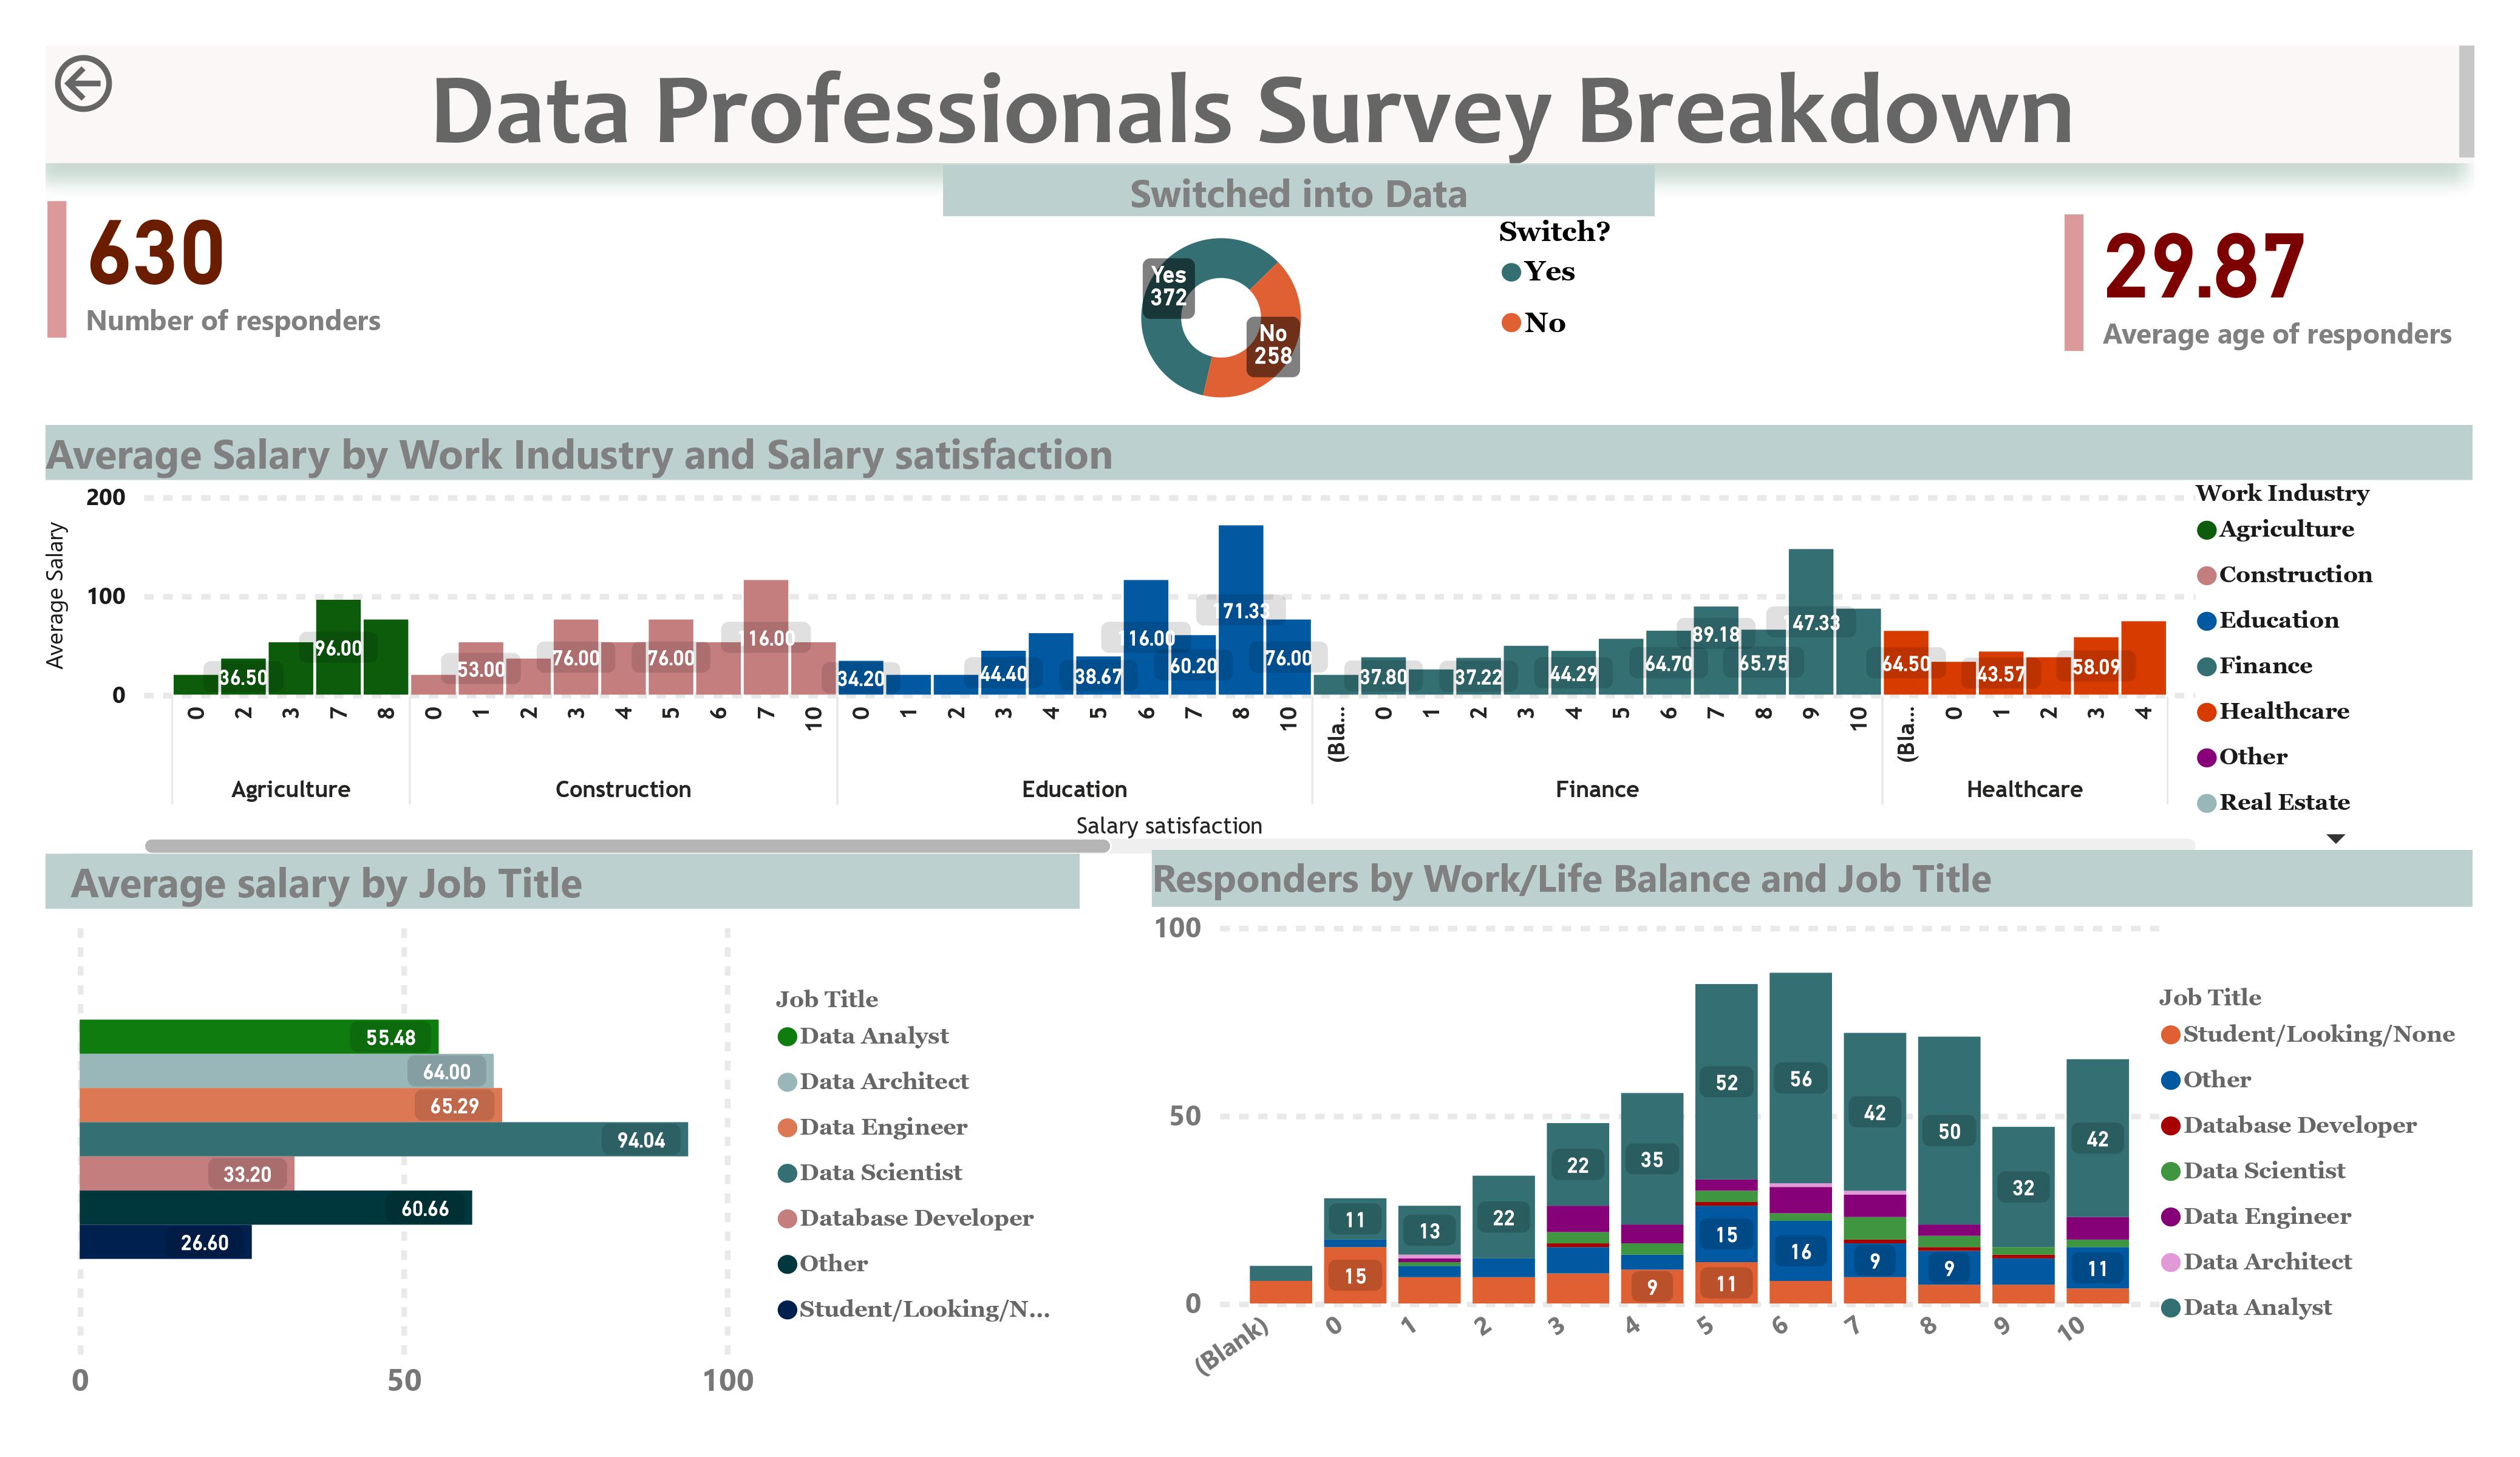 Data Professionals Survey Breakdown
Switched into Data
630
Number of responders
Yes
372
No
258
Switch?
Yes
No
29.87
Average age of responders
Average Salary by Work Industry and Salary satisfaction
Average Salary
200
100
0
36.50
96.00
53.00
76.00
76.00
116.00
34.20
44.40
38.67
116.00
60.20
171.33
76.00
37.80
37.22
44.29
64.70
89.18
65.75
147.33
64.50
43.57
58.09
0 2 3 7 8 0 1 2 3 4 5 6 7 10 0 1 2 3 4 5 6 7 8 10 (Bla... 0 1 2 3 4 5 6 7 8 9 10 (Bla... 0 1 2 3 4
Agriculture Construction Education Finance Healthcare
Salary satisfaction
Work Industry
Agriculture
Construction
Education
Finance
Healthcare
Other
Real Estate
Average salary by Job Title
55.48
64.00
65.29
94.04
33.20
60.66
26.60
0 50 100
Job Title
Data Analyst
Data Architect
Data Engineer
Data Scientist
Database Developer
Other
Student/Looking/N...
Responders by Work/Life Balance and Job Title
100
50
0
11
15
13
22
22
35
9
52
15
11
56
16
42
9
50
9
32
42
11
(Blank) 0 1 2 3 4 5 6 7 8 9 10
Job Title
Student/Looking/None
Other
Database Developer
Data Scientist
Data Engineer
Data Architect
Data Analyst